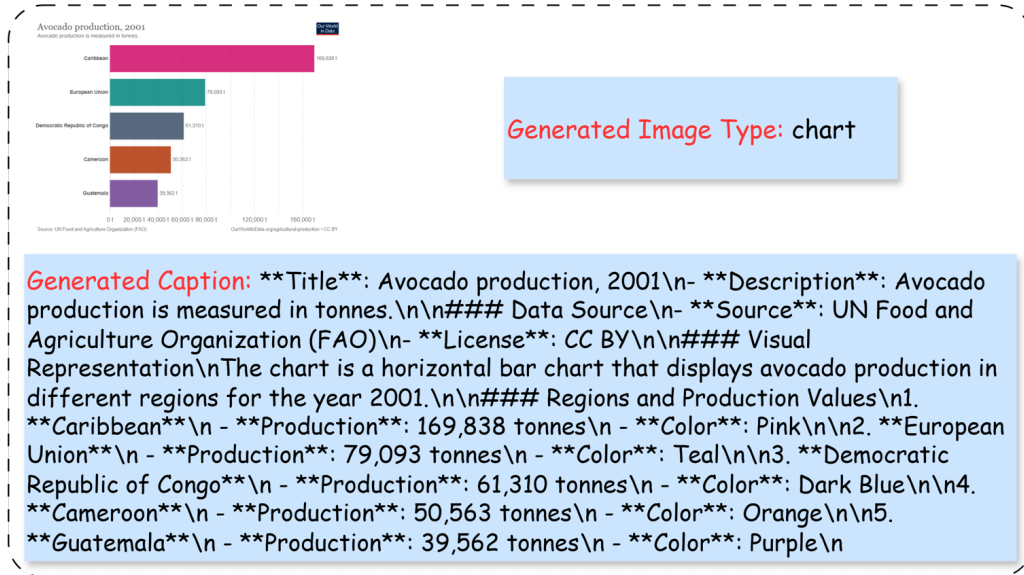 Avocado production, 2001
Avocado production is measured in tonnes
Our World
in Data
Caribbean
169,838 t
European Union
79,093 t
Democratic Republic of Congo
61,310 t
Cameroon
50,563 t
Guatemala
39,562 t
0 t 20,000 t 40,000 t 60,000 t 80,000 t 120,000 t 160,000 t
Source: UN Food and Agriculture Organization (FAO) OurWorldInData.org/agricultural-production • CC BY
Generated Image Type: chart
Generated Caption: **Title**: Avocado production, 2001\n- **Description**: Avocado
production is measured in tonnes.\n\n### Data Source\n- **Source**: UN Food and
Agriculture Organization (FAO)\n- **License**: CC BY\n\n### Visual
Representation\nThe chart is a horizontal bar chart that displays avocado production in
different regions for the year 2001.\n\n### Regions and Production Values\n1.
**Caribbean**\n - **Production**: 169,838 tonnes\n - **Color**: Pink\n\n2. **European
Union**\n - **Production**: 79,093 tonnes\n - **Color**: Teal\n\n3. **Democratic
Republic of Congo**\n - **Production**: 61,310 tonnes\n - **Color**: Dark Blue\n\n4.
**Cameroon**\n - **Production**: 50,563 tonnes\n - **Color**: Orange\n\n5.
**Guatemala**\n - **Production**: 39,562 tonnes\n - **Color**: Purple\n